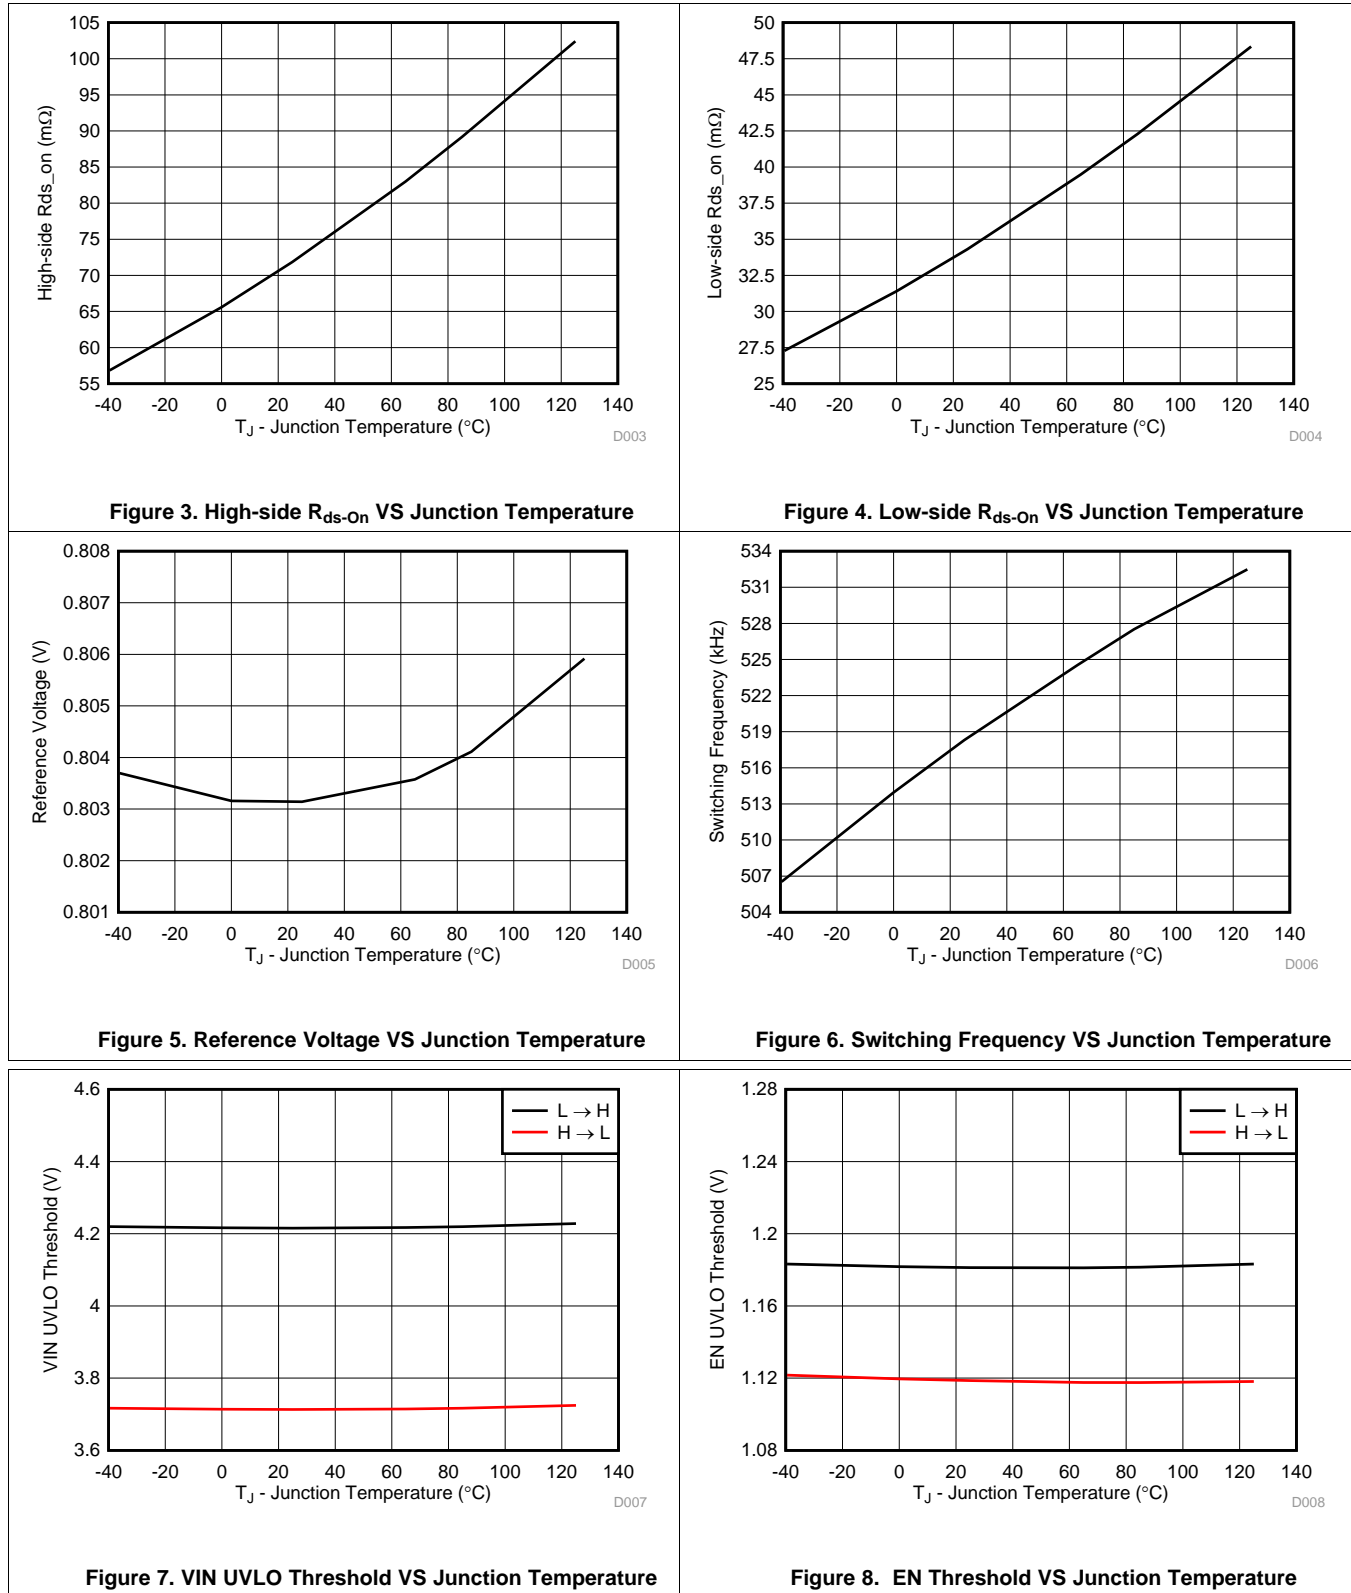 105
100
95
90
85
80
75
70
65
60
55
High-side Rds_on (mΩ)
-40 -20 0 20 40 60 80 100 120 140
TJ - Junction Temperature (°C)
D003
Figure 3. High-side Rds-On VS Junction Temperature
50
47.5
45
42.5
40
37.5
35
32.5
30
27.5
25
Low-side Rds_on (mΩ)
-40 -20 0 20 40 60 80 100 120 140
TJ - Junction Temperature (°C)
D004
Figure 4. Low-side Rds-On VS Junction Temperature
0.808
0.807
0.806
0.805
0.804
0.803
0.802
0.801
Reference Voltage (V)
-40 -20 0 20 40 60 80 100 120 140
TJ - Junction Temperature (°C)
D005
Figure 5. Reference Voltage VS Junction Temperature
534
531
528
525
522
519
516
513
510
507
504
Switching Frequency (kHz)
-40 -20 0 20 40 60 80 100 120 140
TJ - Junction Temperature (°C)
D006
Figure 6. Switching Frequency VS Junction Temperature
4.6
4.4
4.2
4
3.8
3.6
VIN UVLO Threshold (V)
L → H
H → L
-40 -20 0 20 40 60 80 100 120 140
TJ - Junction Temperature (°C)
D007
Figure 7. VIN UVLO Threshold VS Junction Temperature
1.28
1.24
1.2
1.16
1.12
1.08
EN UVLO Threshold (V)
L → H
H → L
-40 -20 0 20 40 60 80 100 120 140
TJ - Junction Temperature (°C)
D008
Figure 8. EN Threshold VS Junction Temperature